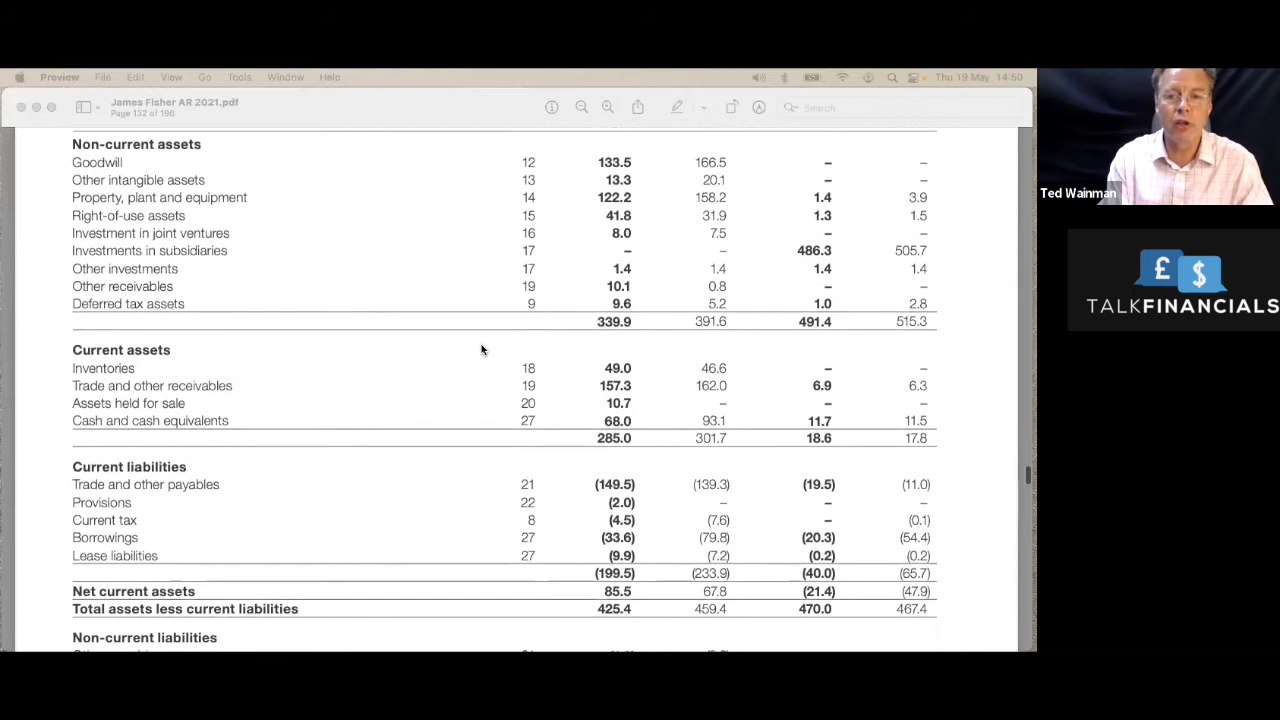 Preview File Edit View Go Tools Window Help Thu 19 May 14:50
James Fisher AR 2021.pdf
Page 132 of 196
Search
Non-current assets
Goodwill 12 133.5 166.5 – –
Other intangible assets 13 13.3 20.1 – –
Property, plant and equipment 14 122.2 158.2 1.4 3.9
Right-of-use assets 15 41.8 31.9 1.3 1.5
Investment in joint ventures 16 8.0 7.5 – –
Investments in subsidiaries 17 – – 486.3 505.7
Other investments 17 1.4 1.4 1.4 1.4
Other receivables 19 10.1 0.8 – –
Deferred tax assets 9 9.6 5.2 1.0 2.8
339.9 391.6 491.4 515.3
Current assets
Inventories 18 49.0 46.6 – –
Trade and other receivables 19 157.3 162.0 6.9 6.3
Assets held for sale 20 10.7 – – –
Cash and cash equivalents 27 68.0 93.1 11.7 11.5
285.0 301.7 18.6 17.8
Current liabilities
Trade and other payables 21 (149.5) (139.3) (19.5) (11.0)
Provisions 22 (2.0) – – –
Current tax 8 (4.5) (7.6) – (0.1)
Borrowings 27 (33.6) (79.8) (20.3) (54.4)
Lease liabilities 27 (9.9) (7.2) (0.2) (0.2)
(199.5) (233.9) (40.0) (65.7)
Net current assets 85.5 67.8 (21.4) (47.9)
Total assets less current liabilities 425.4 459.4 470.0 467.4
Non-current liabilities
Ted Wainman
£ $
TALKFINANCIALS